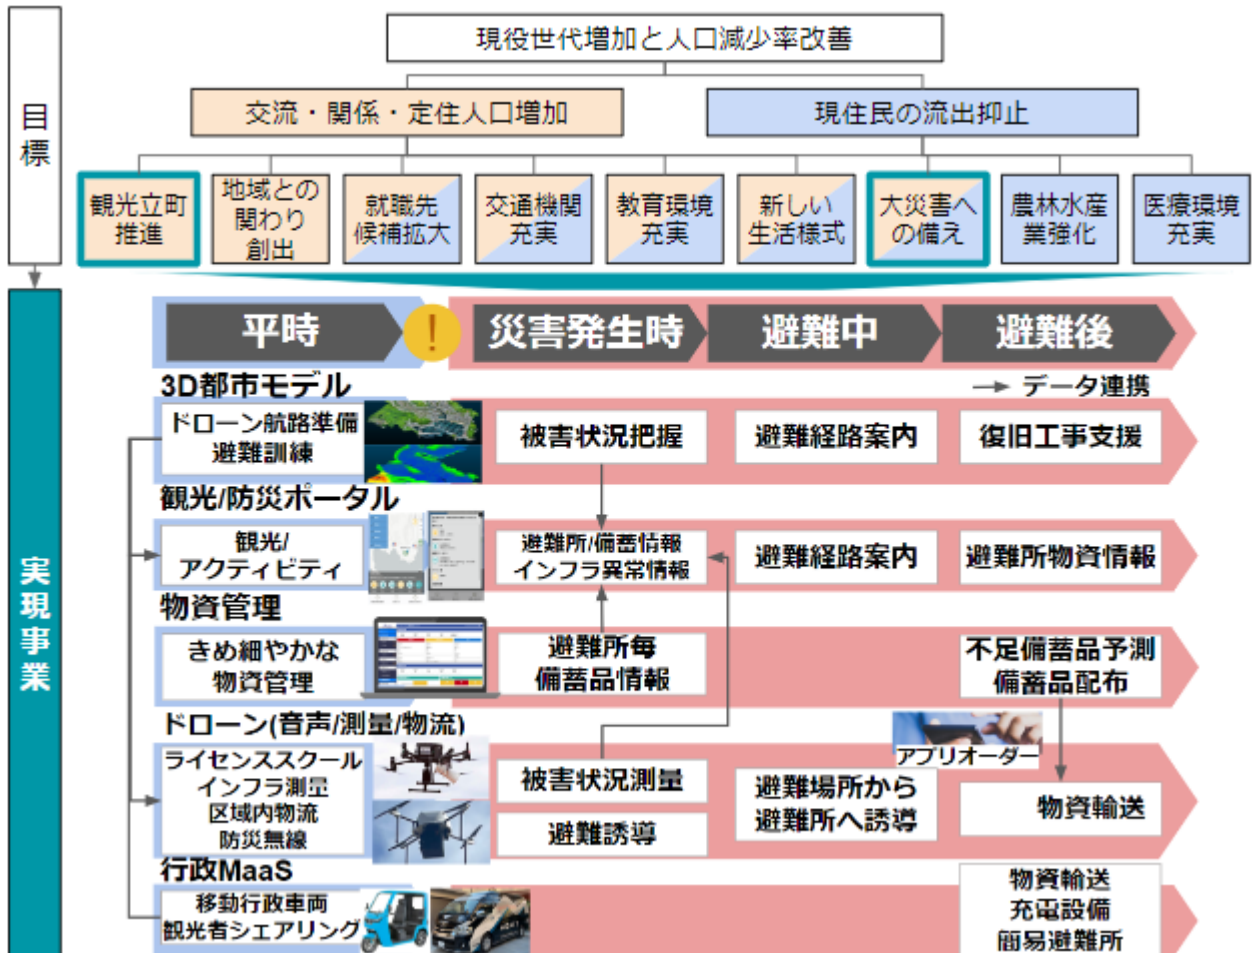 現役世代増加と人口減少率改善
交流・関係・定住人口増加
現住民の流出抑止
目
標
観光立町
推進
地域との
関わり
創出
就職先
候補拡大
交通機関
充実
教育環境
充実
新しい
生活様式
大災害へ
の備え
農林水産
業強化
医療環境
充実
実
現
事
業
平時
!
災害発生時
避難中
避難後
3D都市モデル
データ連携
ドローン航路準備
避難訓練
被害状況把握
避難経路案内
復旧工事支援
観光/防災ポータル
観光/
アクティビティ
避難所/備蓄情報
インフラ異常情報
避難経路案内
避難所物資情報
物資管理
きめ細やかな
物資管理
避難所毎
備蓄品情報
不足備蓄品予測
備蓄品配布
ドローン(音声/測量/物流)
ライセンススクール
インフラ測量
区域内物流
防災無線
被害状況測量
避難誘導
避難場所から
避難所へ誘導
アプリオーダー
物資輸送
行政MaaS
移動行政車両
観光者シェアリング
物資輸送
充電設備
簡易避難所